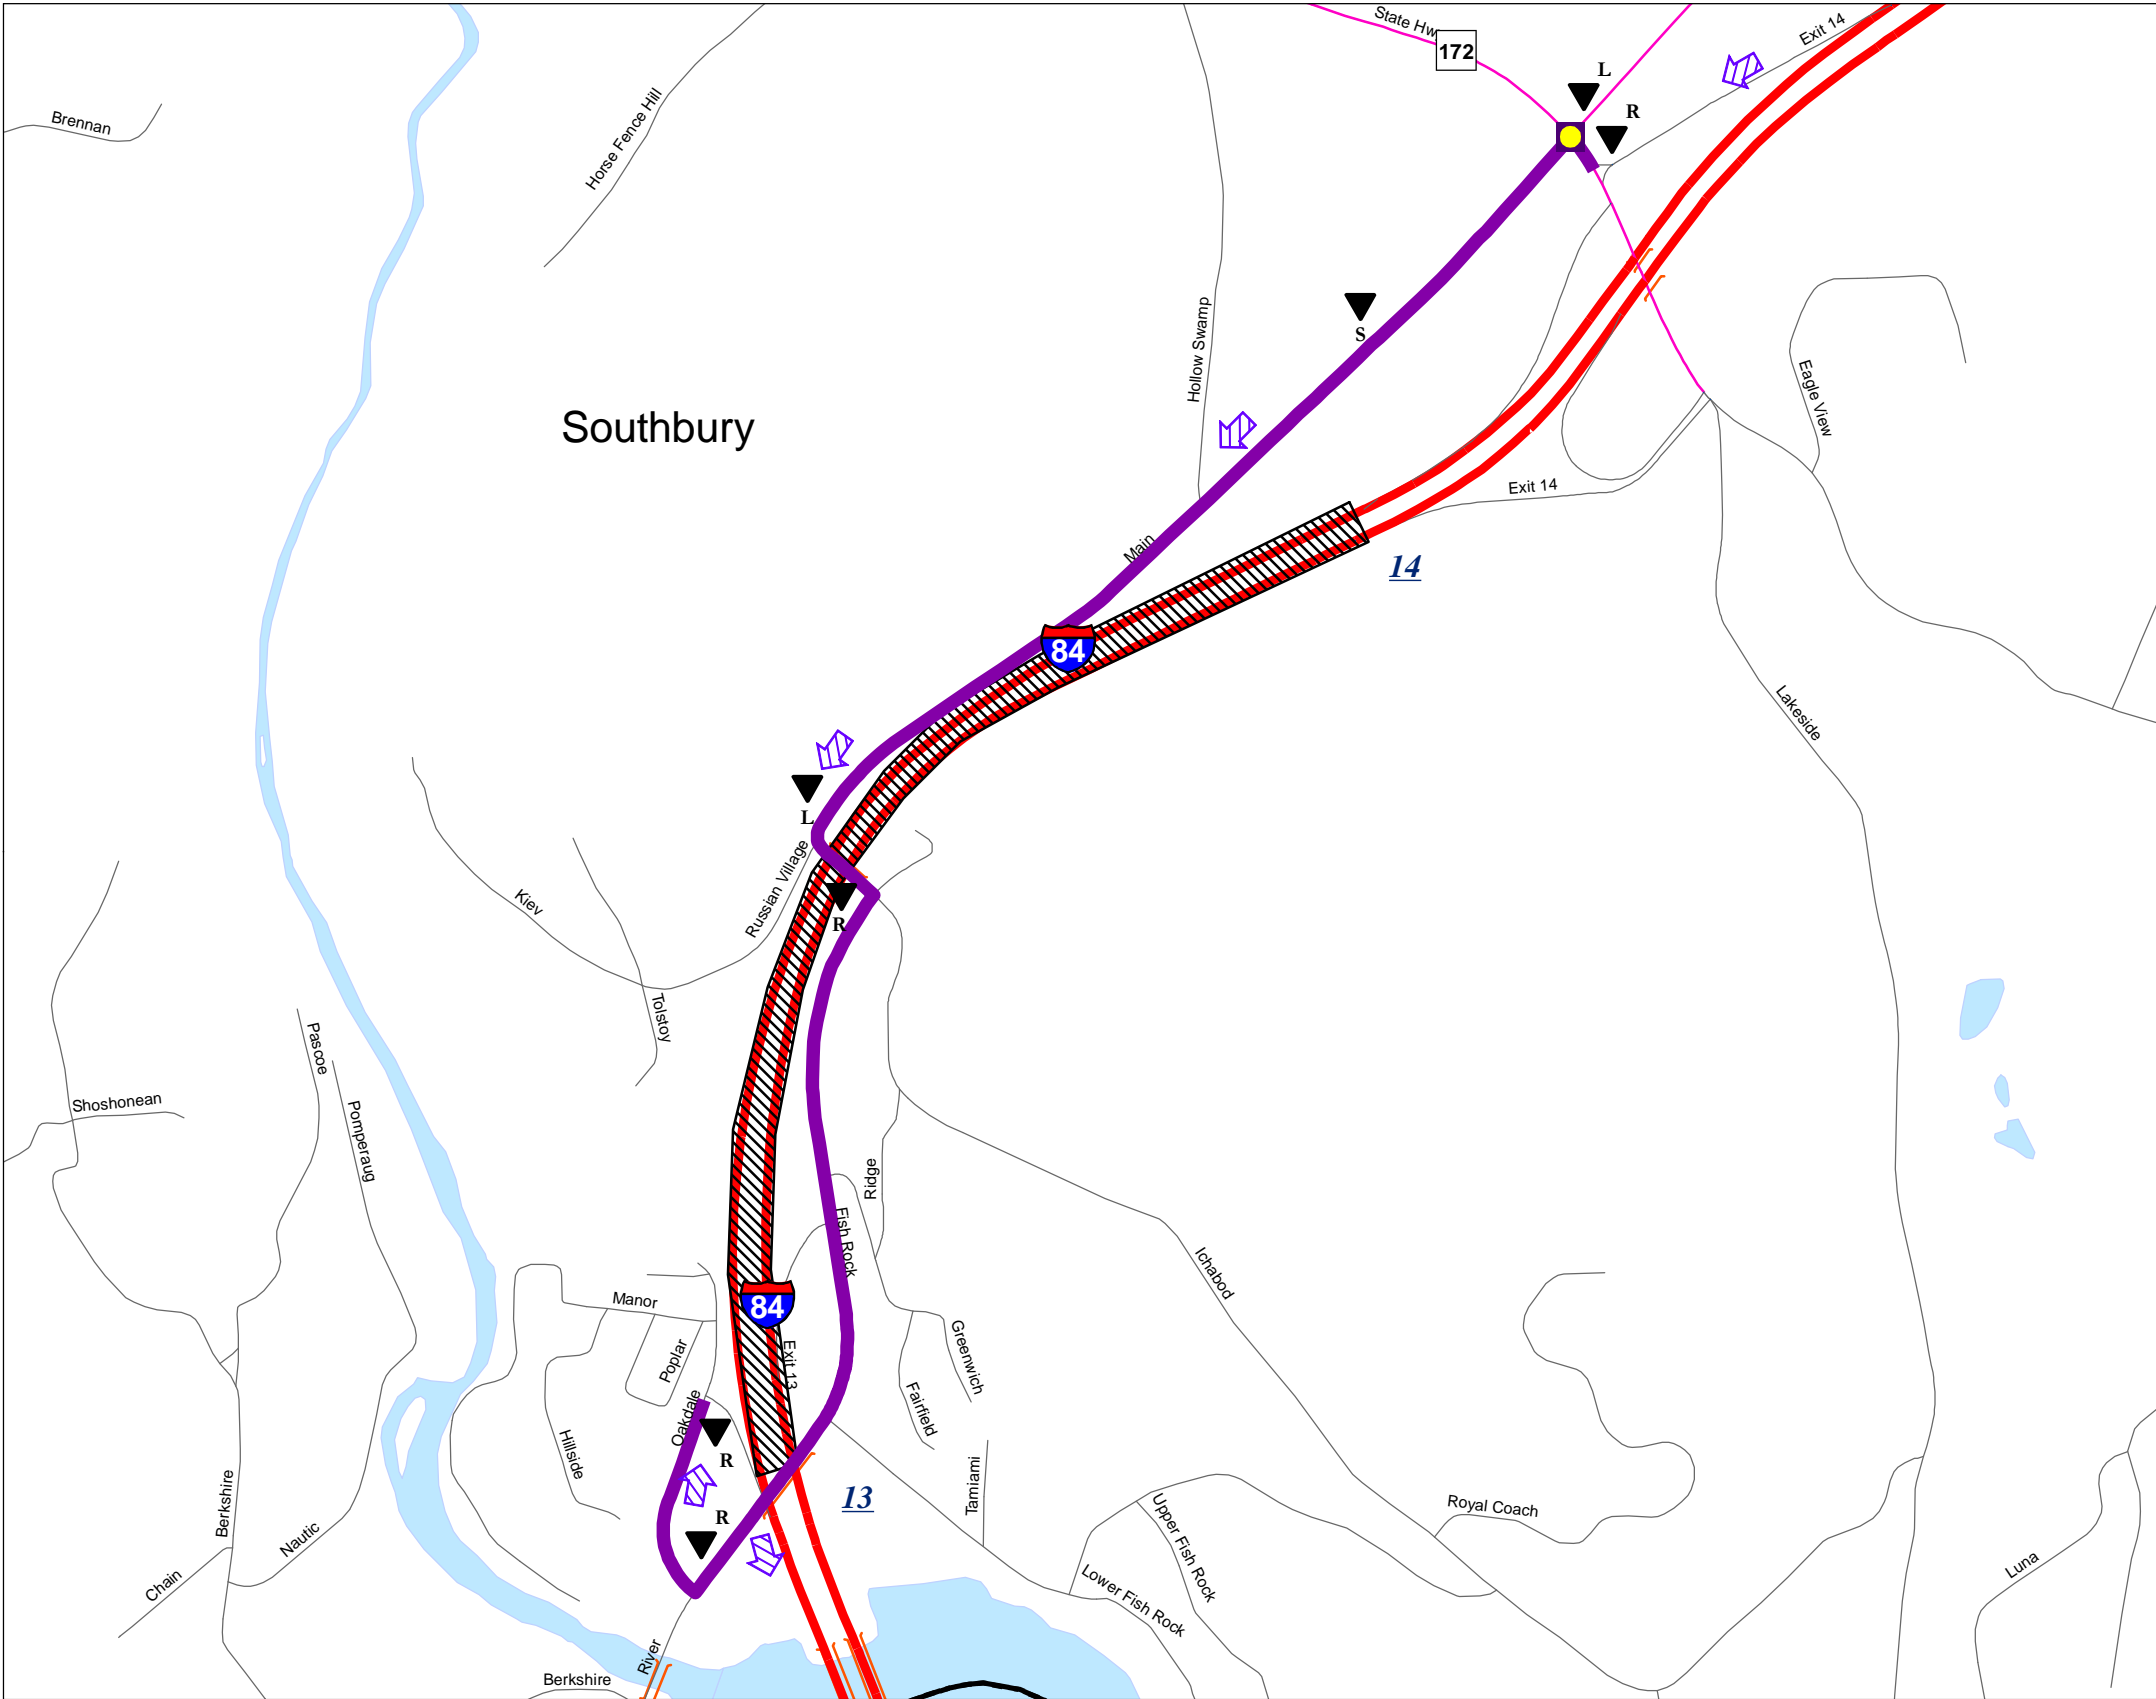 State Hw
172
Exit 14
L
R
Brennan
Horse Fence Hill
Hollow Swamp
S
Eagle View
Southbury
Exit 14
Main
14
84
Lakeside
L
Russian Village
R
Kiev
Tolstoy
Pascoe
Shoshonean
Pomperaug
Ridge
Fish Rock
Ichabod
Manor
84
Exit 13
Poplar
Greenwich
Fairfield
Oakdale
R
Hillside
13
Tamiami
Royal Coach
Berkshire
Nautic
R
Upper Fish Rock
Chain
Lower Fish Rock
Luna
River
Berkshire